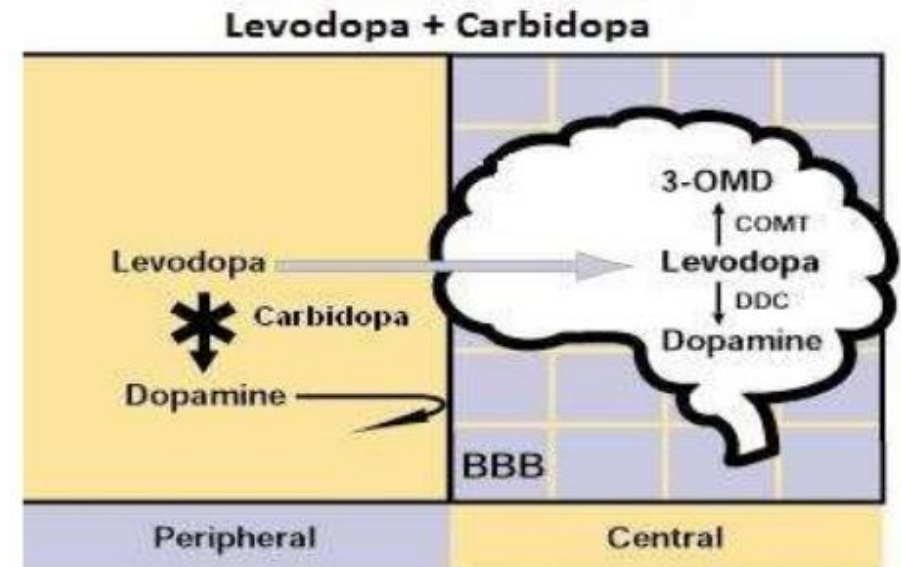 Levodopa + Carbidopa
3-OMD
COMT
Levodopa
Levodopa
DDC
Carbidopa
Dopamine
Dopamine
BBB
Peripheral
Central